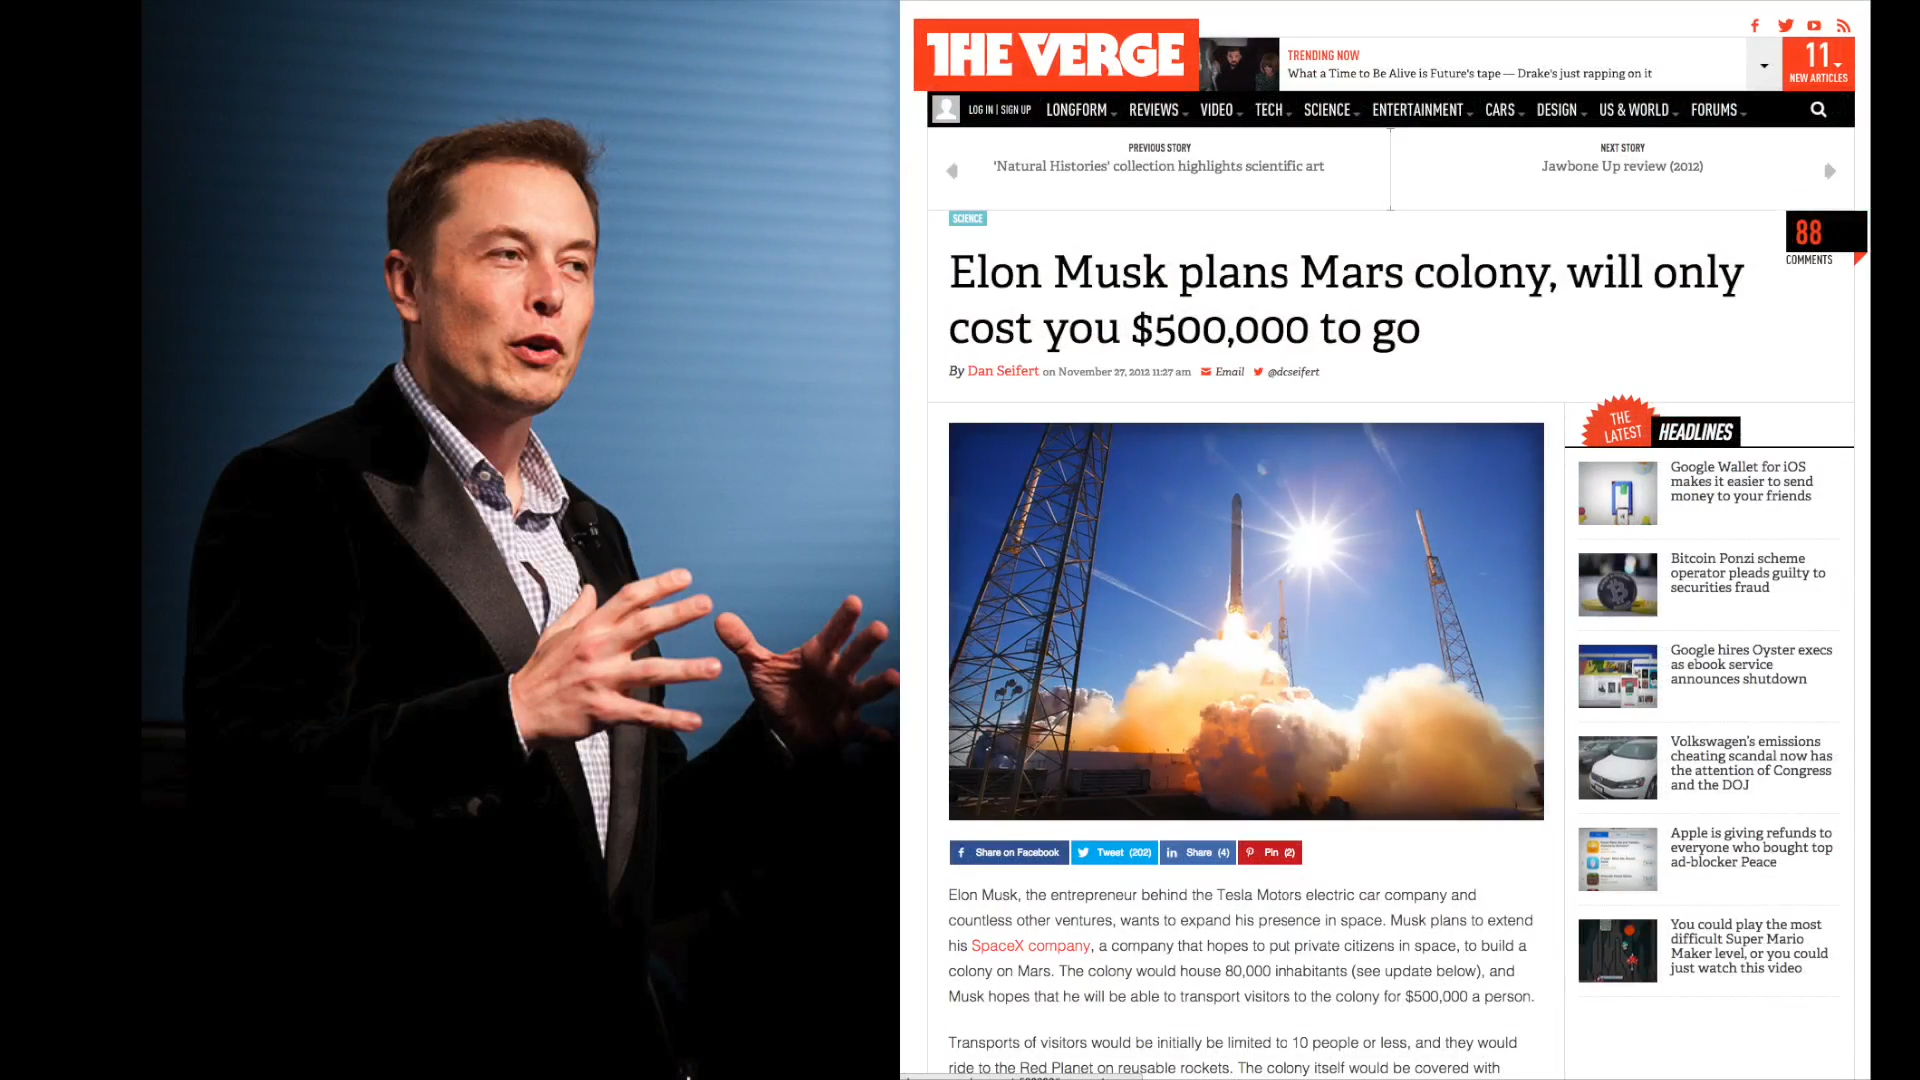 THE VERGE
TRENDING NOW
What a Time to Be Alive is Future's tape — Drake's just rapping on it
11
NEW ARTICLES
LOG IN | SIGN UP
LONGFORM
REVIEWS
VIDEO
TECH
SCIENCE
ENTERTAINMENT
CARS
DESIGN
US & WORLD
FORUMS
PREVIOUS STORY
'Natural Histories' collection highlights scientific art
NEXT STORY
Jawbone Up review (2012)
SCIENCE
88
COMMENTS
Elon Musk plans Mars colony, will only
cost you $500,000 to go
By Dan Seifert on November 27, 2012 11:27 am Email @dcseifert
Share on Facebook
Tweet (202)
Share (4)
Pin (2)
Elon Musk, the entrepreneur behind the Tesla Motors electric car company and
countless other ventures, wants to expand his presence in space. Musk plans to extend
his SpaceX company, a company that hopes to put private citizens in space, to build a
colony on Mars. The colony would house 80,000 inhabitants (see update below), and
Musk hopes that he will be able to transport visitors to the colony for $500,000 a person.
Transports of visitors would be initially be limited to 10 people or less, and they would
ride to the Red Planet on reusable rockets. The colony itself would be covered with
THE
LATEST
HEADLINES
Google Wallet for iOS
makes it easier to send
money to your friends
Bitcoin Ponzi scheme
operator pleads guilty to
securities fraud
Google hires Oyster execs
as ebook service
announces shutdown
Volkswagen's emissions
cheating scandal now has
the attention of Congress
and the DOJ
Apple is giving refunds to
everyone who bought top
ad-blocker Peace
You could play the most
difficult Super Mario
Maker level, or you could
just watch this video